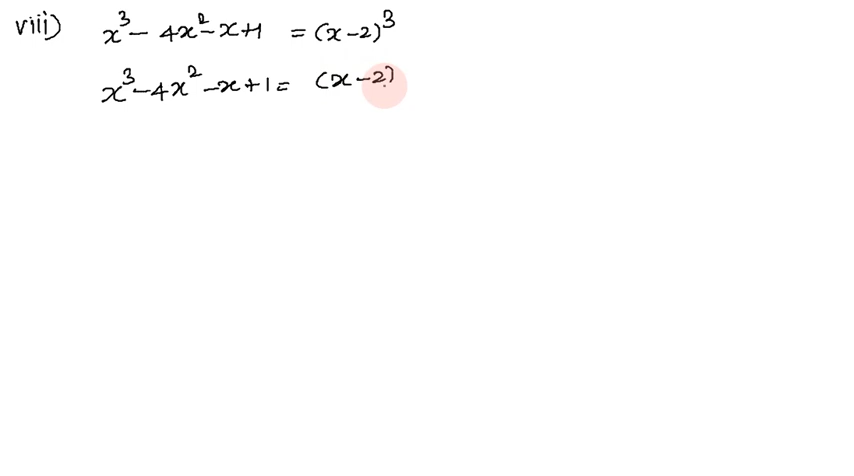 viii) x³ - 4x² - x + 1 = (x - 2)³
x³ - 4x² - x + 1 = (x - 2)